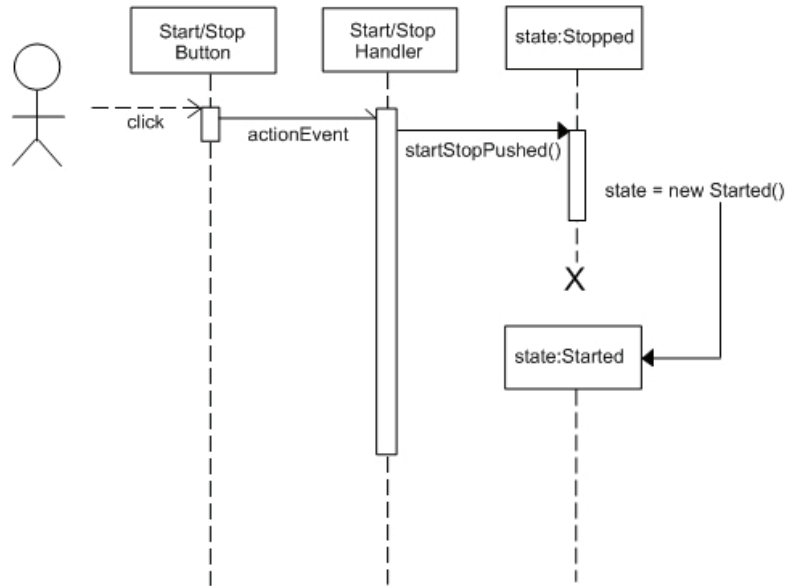 Start/Stop
Button
Start/Stop
Handler
state:Stopped
click
actionEvent
startStopPushed()
state = new Started()
X
state:Started